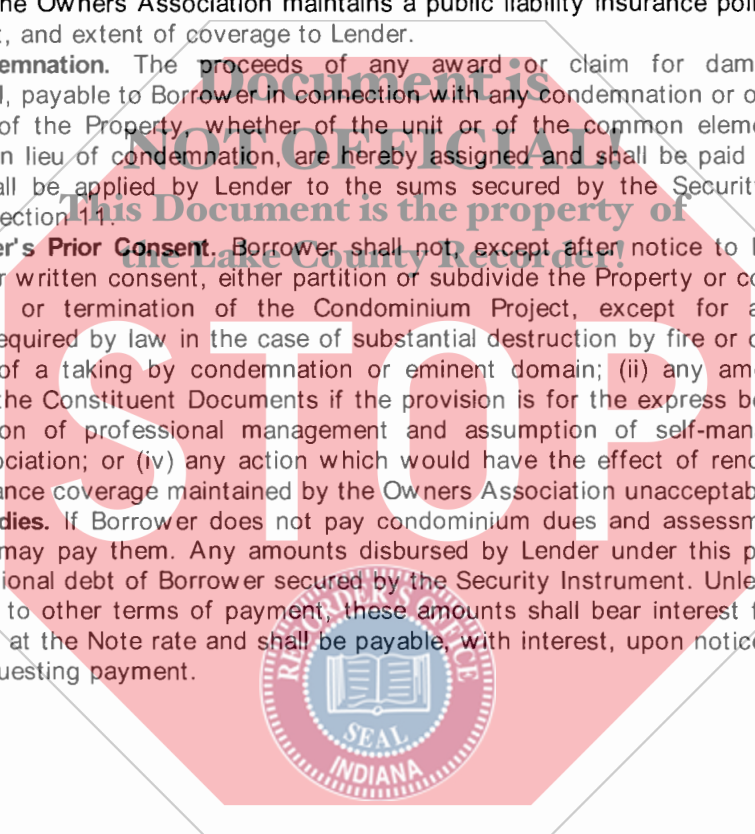 he Owners Association maintains a public liability insurance poli
, and extent of coverage to Lender.
emnation. The proceeds of any award or claim for dam
, payable to Borrower in connection with any condemnation or o
of the Property, whether of the unit or of the common eleme
n lieu of condemnation, are hereby assigned and shall be paid
all be applied by Lender to the sums secured by the Securit
ection 11.
er's Prior Consent. Borrower shall not, except after notice to
r written consent, either partition or subdivide the Property or co
or termination of the Condominium Project, except for a
equired by law in the case of substantial destruction by fire or o
of a taking by condemnation or eminent domain; (ii) any am
the Constituent Documents if the provision is for the express be
on of professional management and assumption of self-man
ociation; or (iv) any action which would have the effect of renc
ance coverage maintained by the Owners Association unacceptab
dies. If Borrower does not pay condominium dues and assessm
may pay them. Any amounts disbursed by Lender under this p
ional debt of Borrower secured by the Security Instrument. Unle
to other terms of payment, these amounts shall bear interest f
at the Note rate and shall be payable, with interest, upon notice
uesting payment.
Document is
NOT OFFICIAL!
This Document is the property of
the Lake County Recorder!
STOP
RECORDER'S OFFICE
SEAL
INDIANA